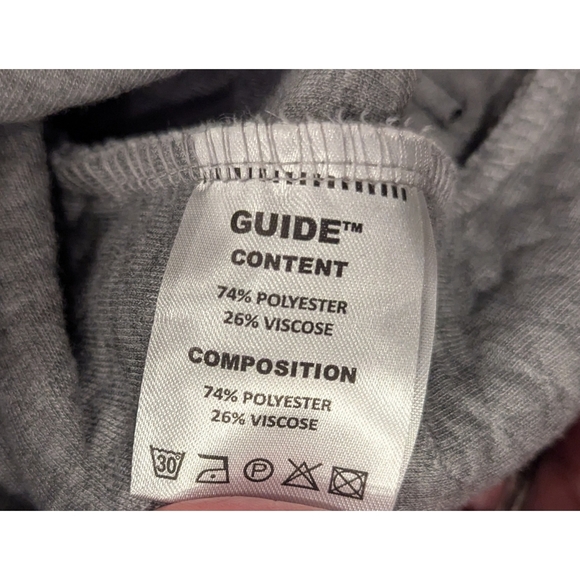 GUIDE™
CONTENT
74% POLYESTER
26% VISCOSE
COMPOSITION
74% POLYESTER
26% VISCOSE
30 P